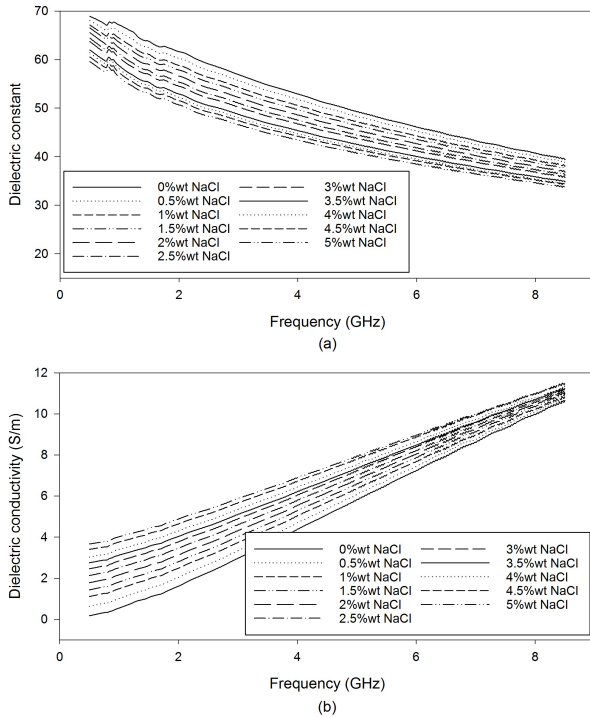 70
60
50
40
30
20
Dielectric constant
0%wt NaCl
0.5%wt NaCl
1%wt NaCl
1.5%wt NaCl
2%wt NaCl
2.5%wt NaCl
3%wt NaCl
3.5%wt NaCl
4%wt NaCl
4.5%wt NaCl
5%wt NaCl
0 2 4 6 8
Frequency (GHz)
(a)
12
10
8
6
4
2
0
Dielectric conductivity (S/m)
0%wt NaCl
0.5%wt NaCl
1%wt NaCl
1.5%wt NaCl
2%wt NaCl
2.5%wt NaCl
3%wt NaCl
3.5%wt NaCl
4%wt NaCl
4.5%wt NaCl
5%wt NaCl
0 2 4 6 8
Frequency (GHz)
(b)